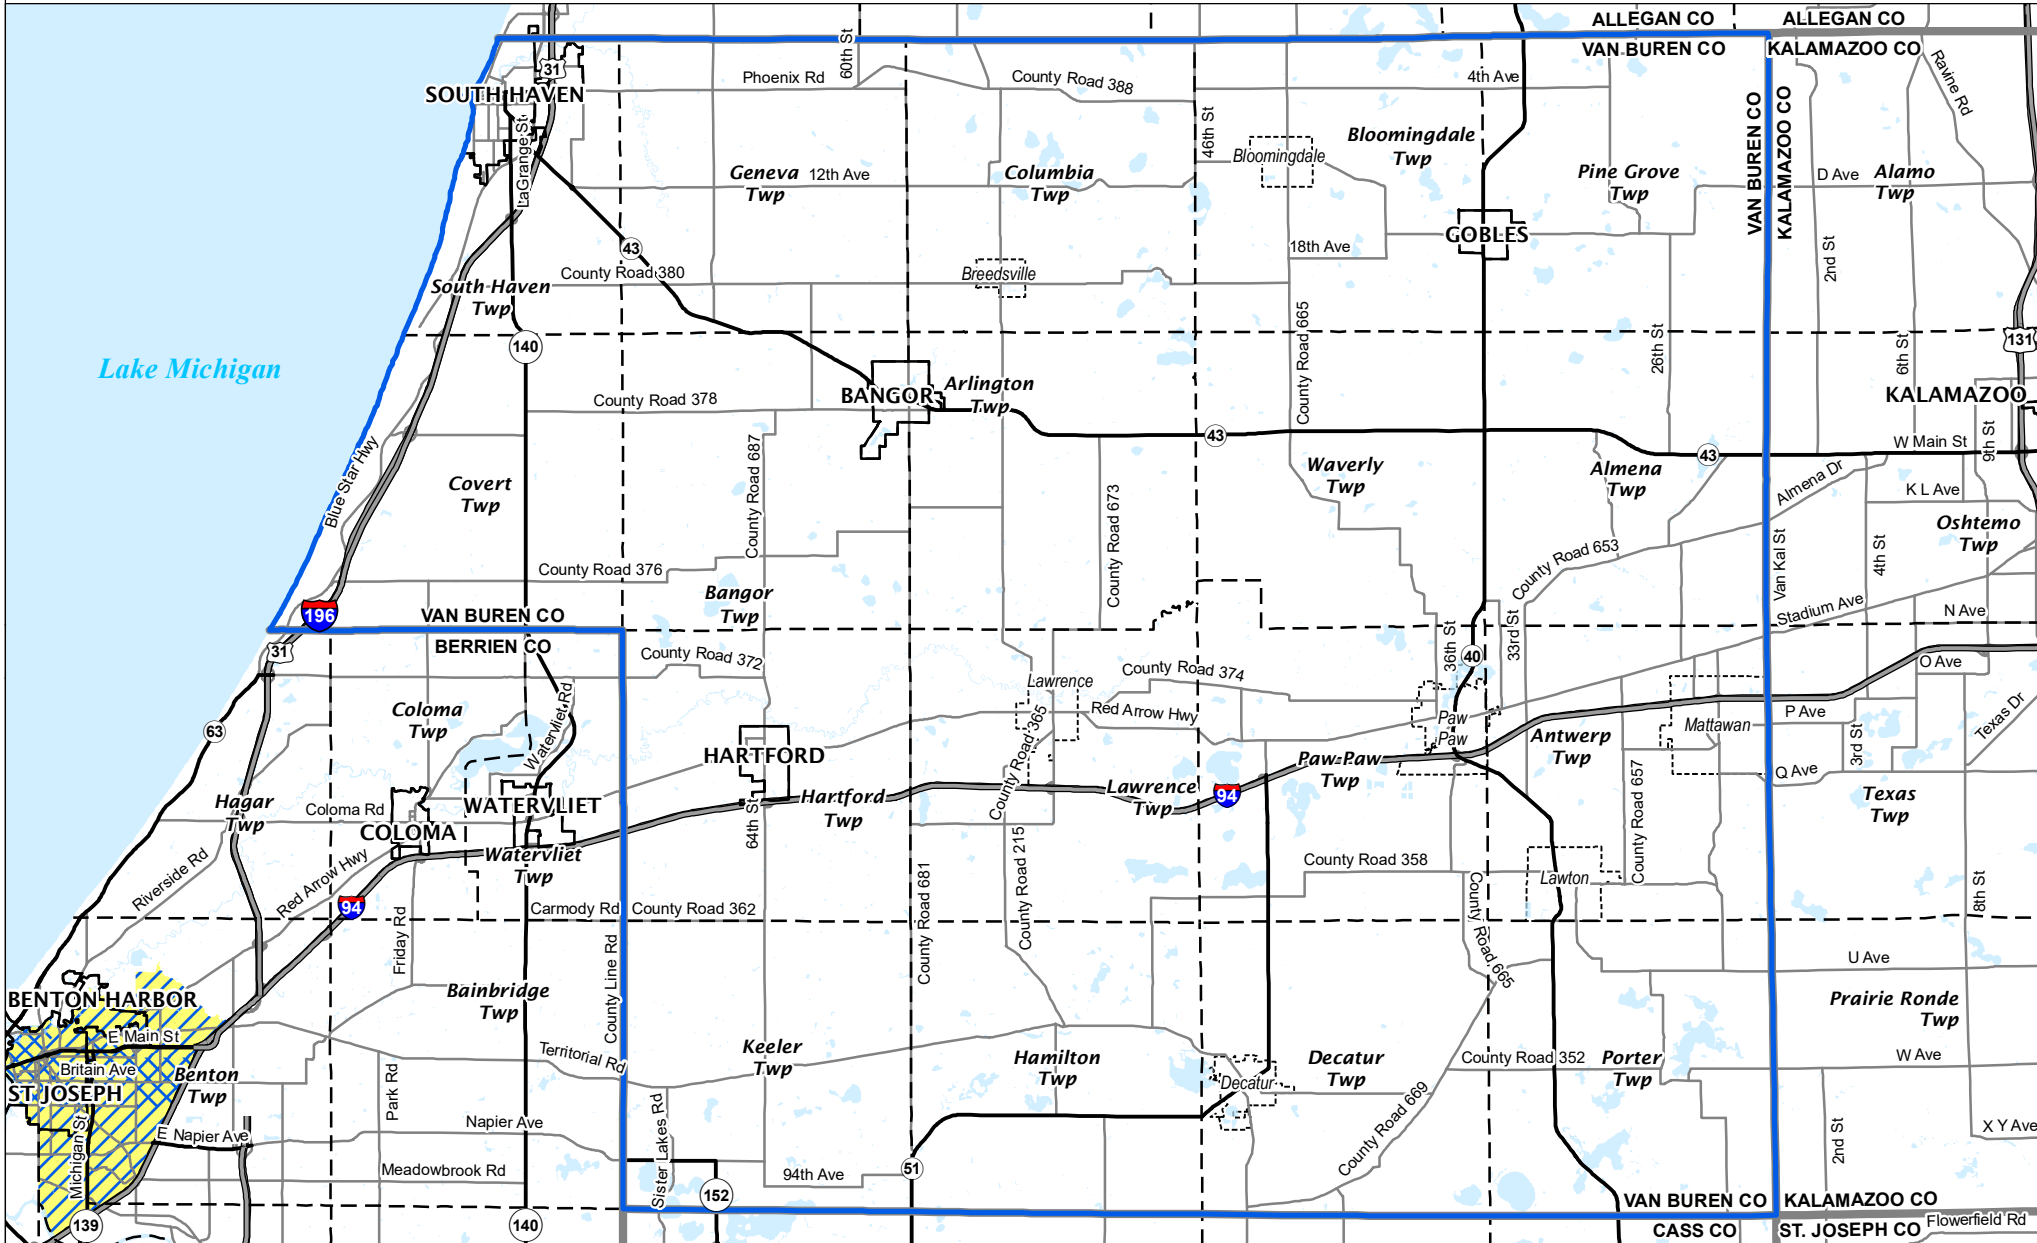 ALLEGAN CO
ALLEGAN CO
VAN BUREN CO
KALAMAZOO CO
60th St
31
Phoenix Rd
County Road 388
4th Ave
Ravine Rd
SOUTH HAVEN
LaGrange St
46th St
Bloomingdale
Bloomingdale
Twp
VAN BUREN CO
KALAMAZOO CO
Geneva
Twp
12th Ave
Columbia
Twp
Pine Grove
Twp
D Ave
Alamo
Twp
43
GOBLES
18th Ave
2nd St
County Road 380
Breedsville
South Haven
Twp
140
County Road 665
26th St
6th St
131
Lake Michigan
BANGOR
Arlington
Twp
KALAMAZOO
County Road 378
Blue Star Hwy
County Road 687
43
43
W Main St
9th St
Covert
Twp
County Road 673
Waverly
Twp
Almena
Twp
Almena Dr
K L Ave
Oshtemo
Twp
County Road 376
County Road 653
Van Kal St
4th St
Bangor
Twp
196
VAN BUREN CO
BERRIEN CO
Stadium Ave
N Ave
31
County Road 372
36th St
33rd St
40
County Road 374
O Ave
Lawrence
Red Arrow Hwy
Coloma
Twp
Watervliet Rd
63
County Road 365
Paw
Paw
Mattawan
P Ave
Texas Dr
3rd St
Antwerp
Twp
HARTFORD
Paw Paw
Twp
Q Ave
Hagar
Twp
Coloma Rd
COLOMA
WATERVLIET
Hartford
Twp
64th St
Lawrence
Twp
94
County Road 657
Texas
Twp
Watervliet
Twp
County Road 358
Lawton
Riverside Rd
Red Arrow Hwy
94
Friday Rd
Carmody Rd
County Road 362
County Road 681
County Road 215
County Road 665
8th St
BENTON HARBOR
Bainbridge
Twp
County Line Rd
U Ave
Prairie Ronde
Twp
E Main St
Britain Ave
Benton
Twp
ST JOSEPH
Territorial Rd
Keeler
Twp
Hamilton
Twp
Decatur
Decatur
Twp
County Road 352
Porter
Twp
W Ave
Park Rd
Napier Ave
E Napier Ave
Michigan St
Sister Lakes Rd
County Road 669
2nd St
X Y Ave
Meadowbrook Rd
94th Ave
51
152
139
140
VAN BUREN CO
KALAMAZOO CO
CASS CO
ST. JOSEPH CO
Flowerfield Rd